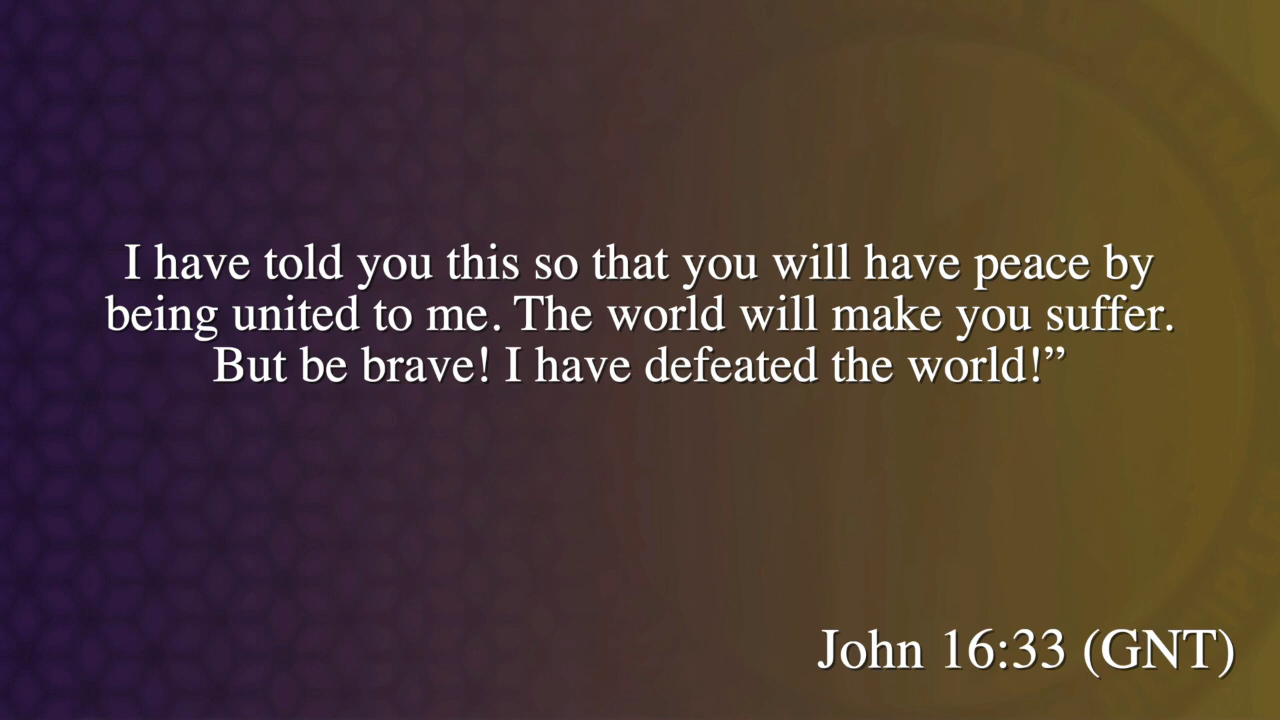 I have told you this so that you will have peace by
being united to me. The world will make you suffer.
But be brave! I have defeated the world!”
John 16:33 (GNT)